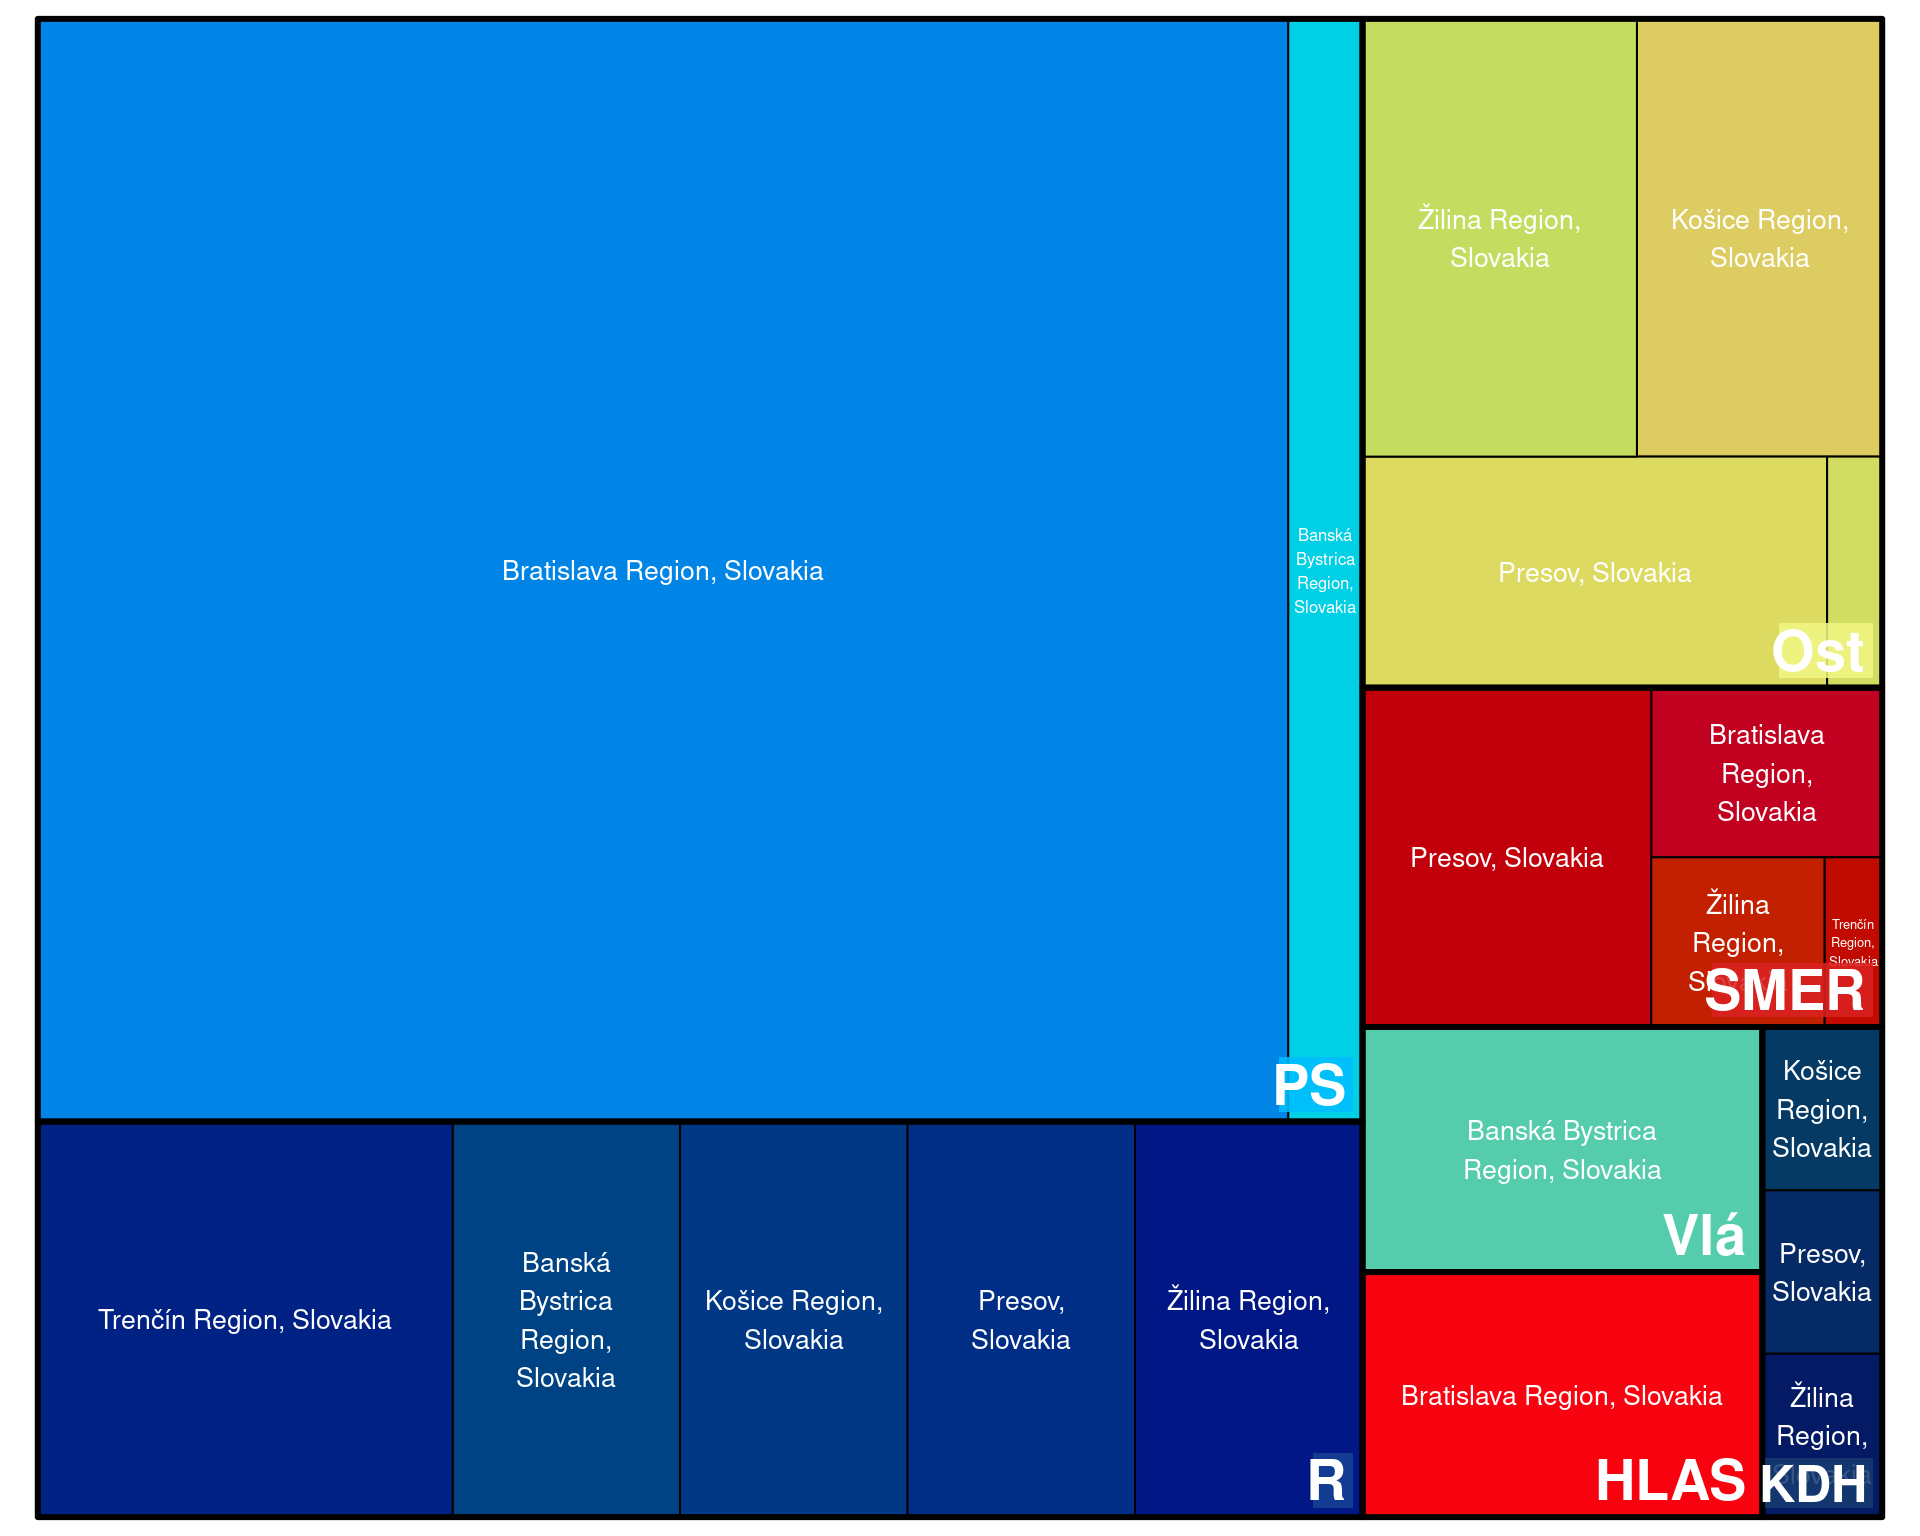 Bratislava Region, Slovakia
Banská
Bystrica
Region,
Slovakia
PS
Trenčín Region, Slovakia
Banská
Bystrica
Region,
Slovakia
Košice Region,
Slovakia
Presov,
Slovakia
Žilina Region,
Slovakia
R
Žilina Region,
Slovakia
Košice Region,
Slovakia
Presov, Slovakia
Ost
Presov, Slovakia
Bratislava
Region,
Slovakia
Žilina
Region,
Trenčín
Region,
Slovakia
SMER
Banská Bystrica
Region, Slovakia
Vlá
Bratislava Region, Slovakia
HLAS
Košice
Region,
Slovakia
Presov,
Slovakia
Žilina
Region,
Slovakia
KDH